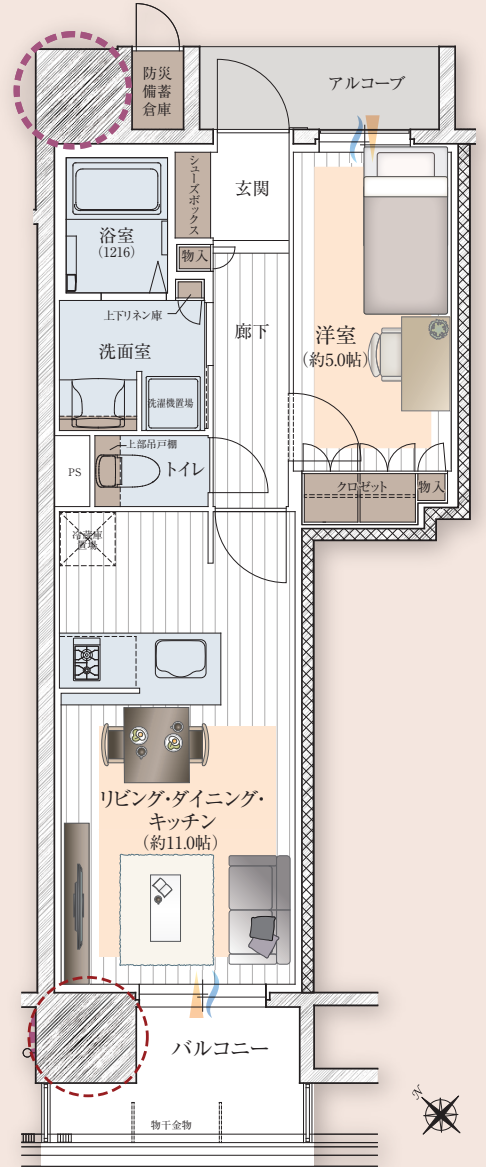 防災
備蓄
倉庫
アルコーブ
シューズボックス
玄関
浴室
(1216)
物入
上下リネン庫
廊下
洋室
(約5.0帖)
洗面室
洗濯機置場
上部吊戸棚
PS
トイレ
クロゼット
物入
冷蔵庫
置場
リビング・ダイニング・
キッチン
(約11.0帖)
バルコニー
物干金物
N